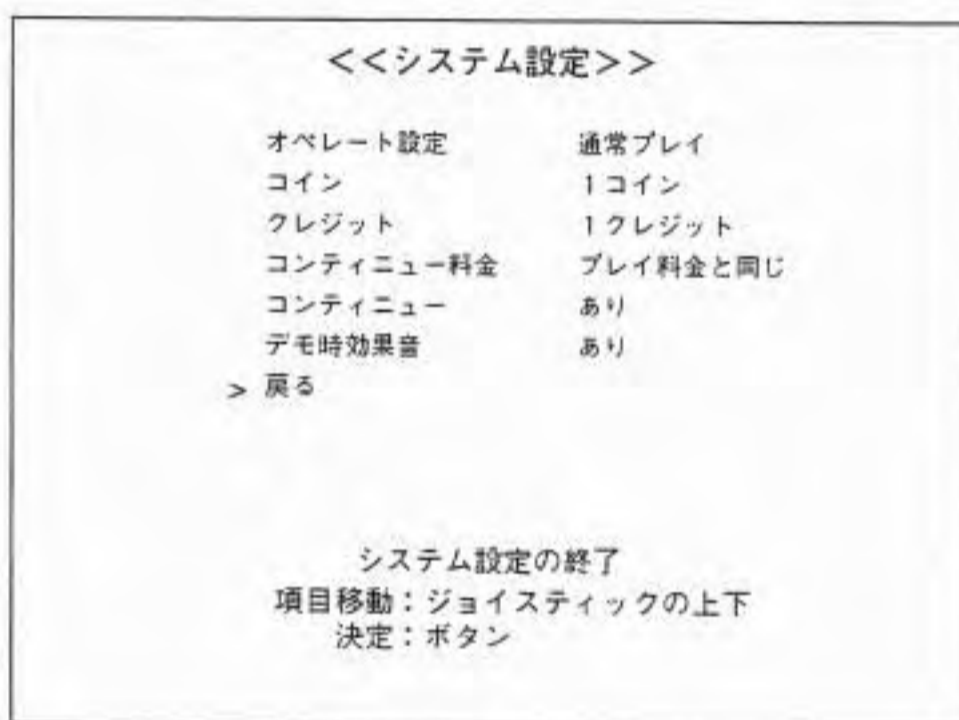 ＜＜システム設定＞＞
オペレート設定 通常プレイ
コイン 1コイン
クレジット 1クレジット
コンティニュー料金 プレイ料金と同じ
コンティニュー あり
デモ時効果音 あり
> 戻る
システム設定の終了
項目移動：ジョイスティックの上下
決定：ボタン